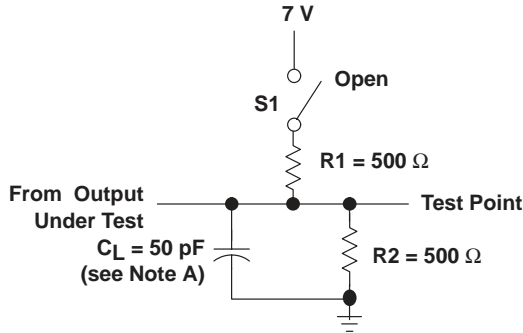 7 V
Open
S1
R1 = 500 Ω
From Output
Under Test
Test Point
CL = 50 pF
(see Note A)
R2 = 500 Ω